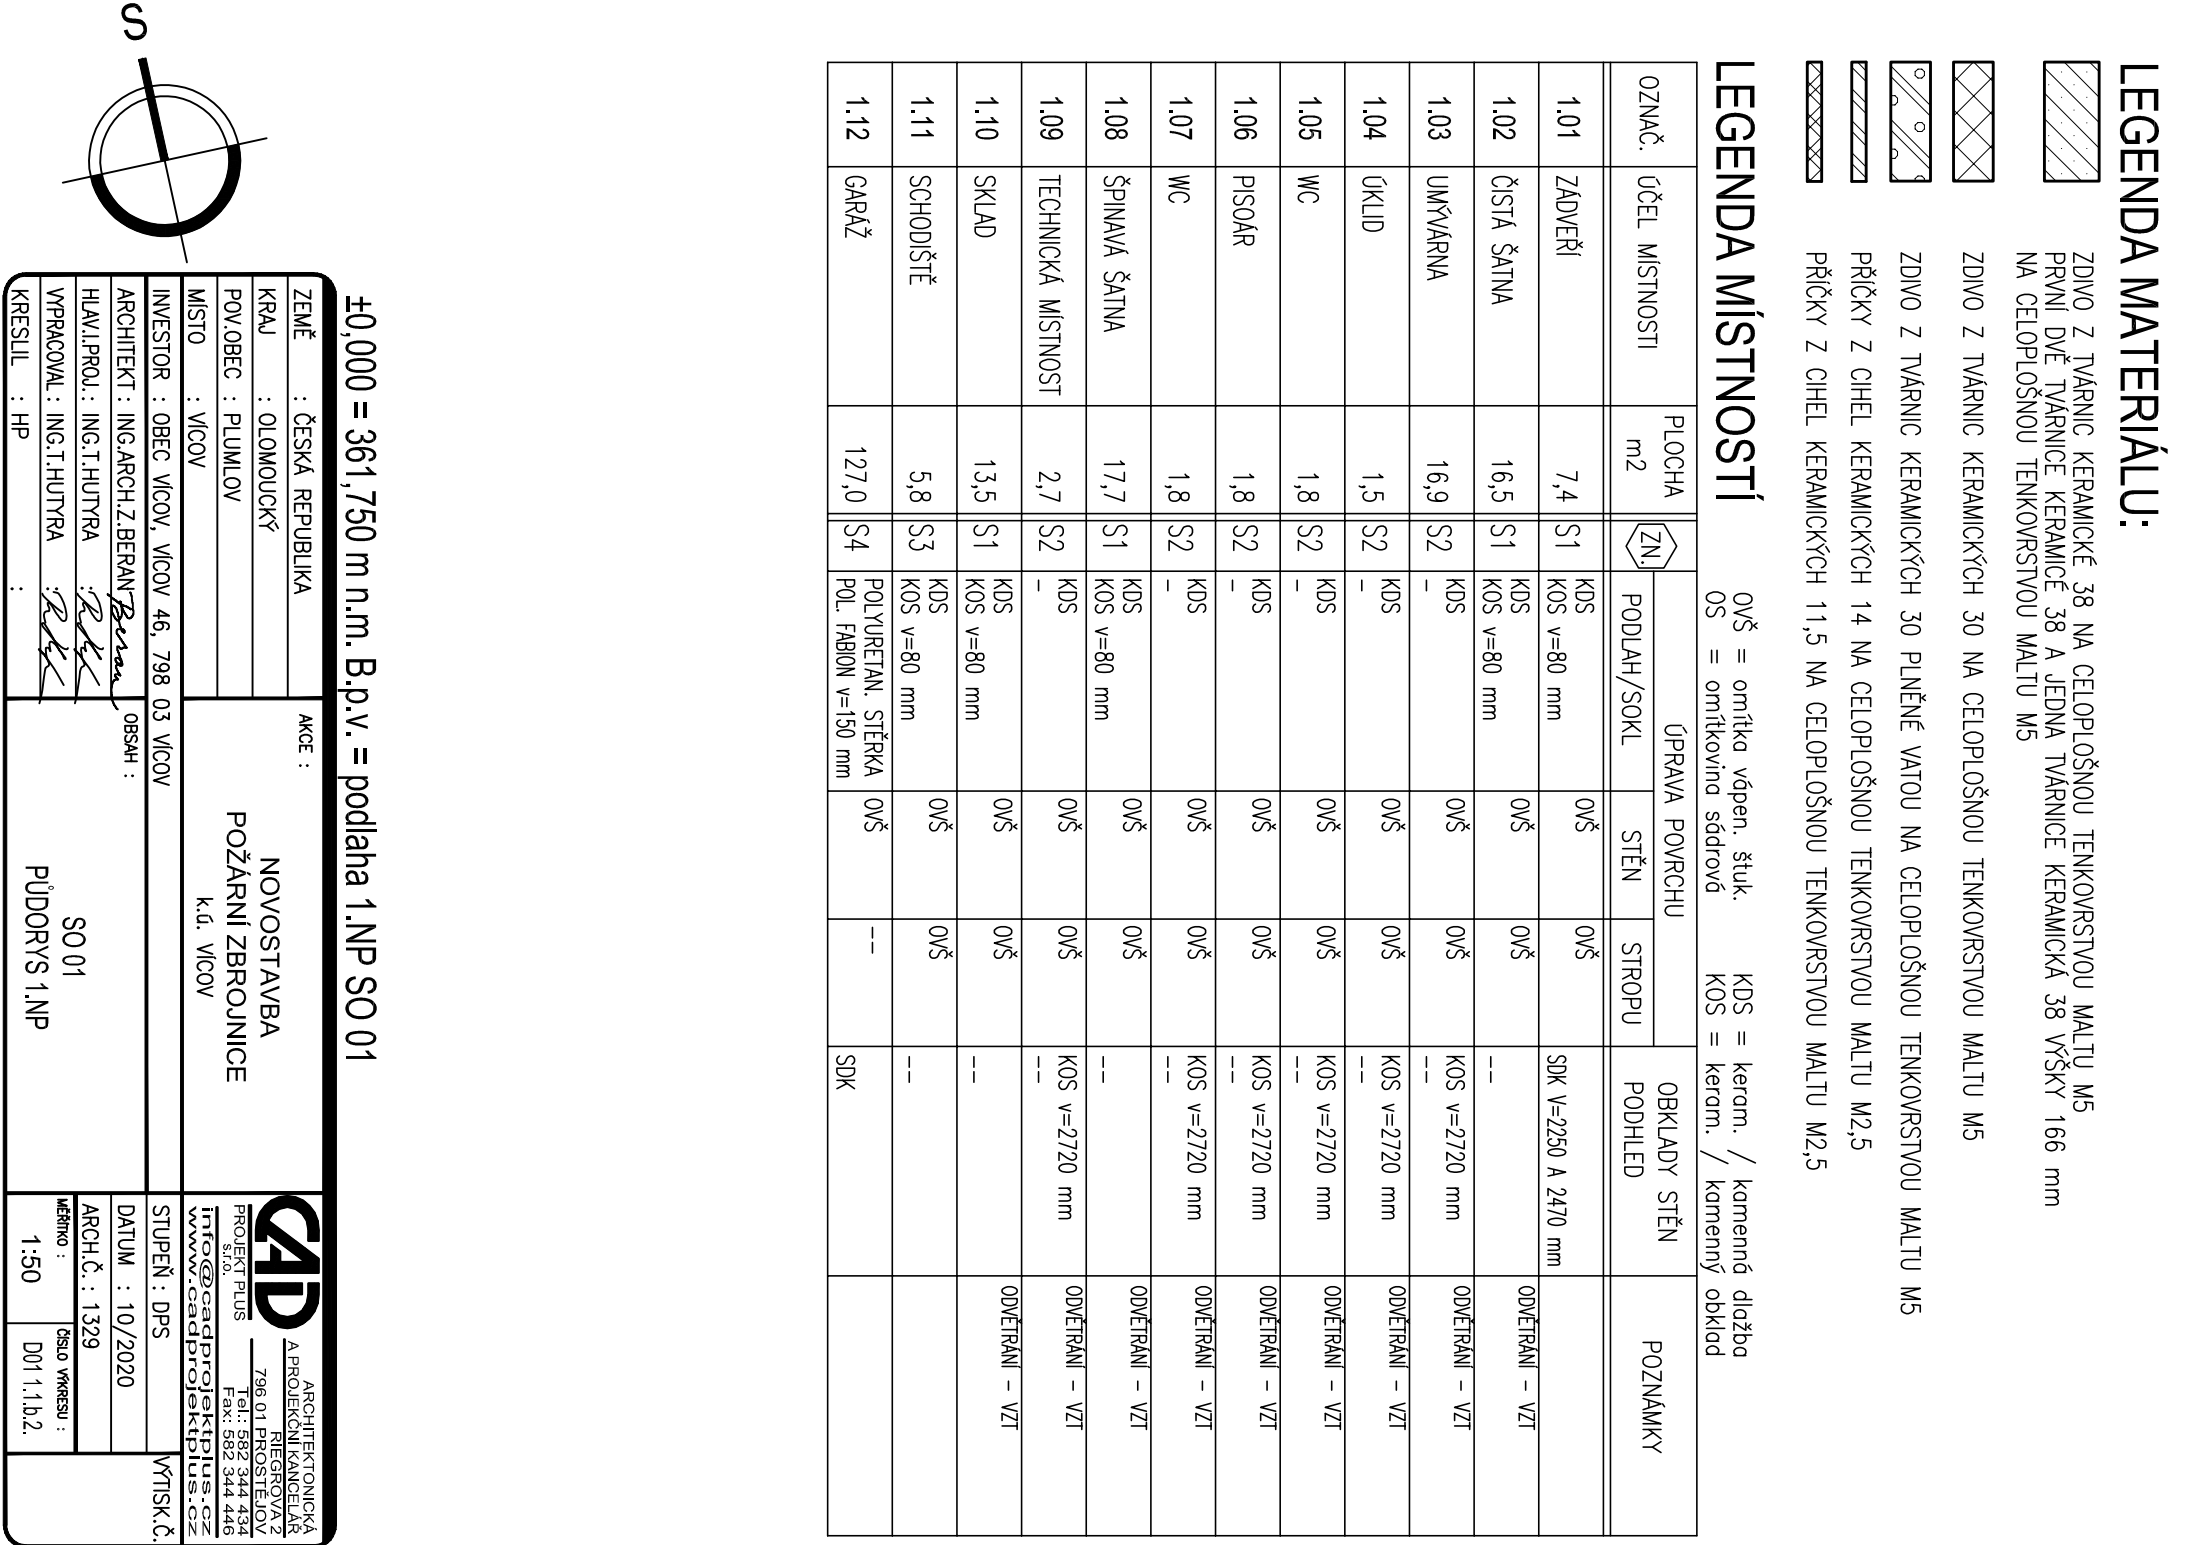 LEGENDA MATERIÁLU:
ZDIVO Z TVÁRNIC KERAMICKÉ 38 NA CELOPLOŠNOU TENKOVRSTVOU MALTU M5
PRVNÍ DVĚ TVÁRNICE KERAMICÉ 38 A JEDNA TVÁRNICE KERAMICKÁ 38 VÝŠKY 166 mm
NA CELOPLOŠNOU TENKOVRSTVOU MALTU M5
ZDIVO Z TVÁRNIC KERAMICKÝCH 30 NA CELOPLOŠNOU TENKOVRSTVOU MALTU M5
ZDIVO Z TVÁRNIC KERAMICKÝCH 30 PLNĚNÉ VATOU NA CELOPLOŠNOU TENKOVRSTVOU MALTU M5
PŘÍČKY Z CIHEL KERAMICKÝCH 14 NA CELOPLOŠNOU TENKOVRSTVOU MALTU M2,5
PŘÍČKY Z CIHEL KERAMICKÝCH 11,5 NA CELOPLOŠNOU TENKOVRSTVOU MALTU M2,5
LEGENDA MÍSTNOSTÍ
OVŠ = omítka vápen. štuk. KDS = keram. / kamenná dlažba
OS = omítkovina sádrová KOS = keram. / kamenný obklad
OZNAČ. ÚČEL MÍSTNOSTI PLOCHA m2 ZN. ÚPRAVA POVRCHU OBKLADY STĚN PODHLED POZNÁMKY
PODLAH/SOKL STĚN STROPU
1.01 ZÁDVEŘÍ 7,4 S1 KDS OVŠ OVŠ
KOS v=80 mm SDK V=2250 A 2470 mm
1.02 ČISTÁ ŠATNA 16,5 S1 KDS OVŠ OVŠ ODVĚTRÁNÍ – VZT
KOS v=80 mm --
1.03 UMÝVÁRNA 16,9 S2 KDS OVŠ OVŠ KOS v=2720 mm ODVĚTRÁNÍ – VZT
– --
1.04 ÚKLID 1,5 S2 KDS OVŠ OVŠ KOS v=2720 mm ODVĚTRÁNÍ – VZT
– --
1.05 WC 1,8 S2 KDS OVŠ OVŠ KOS v=2720 mm ODVĚTRÁNÍ – VZT
– --
1.06 PISOÁR 1,8 S2 KDS OVŠ OVŠ KOS v=2720 mm ODVĚTRÁNÍ – VZT
– --
1.07 WC 1,8 S2 KDS OVŠ OVŠ KOS v=2720 mm ODVĚTRÁNÍ – VZT
– --
1.08 ŠPINAVÁ ŠATNA 17,7 S1 KDS OVŠ OVŠ ODVĚTRÁNÍ – VZT
KOS v=80 mm --
1.09 TECHNICKÁ MÍSTNOST 2,7 S2 KDS OVŠ OVŠ KOS v=2720 mm ODVĚTRÁNÍ – VZT
– --
1.10 SKLAD 13,5 S1 KDS OVŠ OVŠ ODVĚTRÁNÍ – VZT
KOS v=80 mm --
1.11 SCHODIŠTĚ 5,8 S3 KDS OVŠ OVŠ
KOS v=80 mm --
1.12 GARÁŽ 127,0 S4 POLYURETAN. STĚRKA OVŠ --
POL. FABION v=150 mm SDK
±0,000 = 361,750 m n.m. B.p.v. = podlaha 1.NP SO 01
S
ZEMĚ : ČESKÁ REPUBLIKA
KRAJ : OLOMOUCKÝ
POV.OBEC : PLUMLOV
MÍSTO : VÍCOV
AKCE :
NOVOSTAVBA
POŽÁRNÍ ZBROJNICE
k.ú. VÍCOV
CAD
PROJEKT PLUS
s.r.o.
ARCHITEKTONICKÁ
A PROJEKČNÍ KANCELÁŘ
RIEGROVA 2
796 01 PROSTĚJOV
Tel.: 582 344 434
Fax: 582 344 446
info@cadprojektplus.cz
www.cadprojektplus.cz
INVESTOR : OBEC VÍCOV, VÍCOV 46, 798 03 VÍCOV
STUPEŇ : DPS
VÝTISK.Č.
ARCHITEKT : ING.ARCH.Z.BERAN Beran
HLAV.I.PROJ.: ING.T.HUTYRA :
VYPRACOVAL : ING.T.HUTYRA :
KRESLIL : HP :
OBSAH :
SO 01
PŮDORYS 1.NP
DATUM : 10/2020
ARCH.Č. : 1329
MĚŘÍTKO :
1:50
ČÍSLO VÝKRESU :
D01 1.1.b.2.